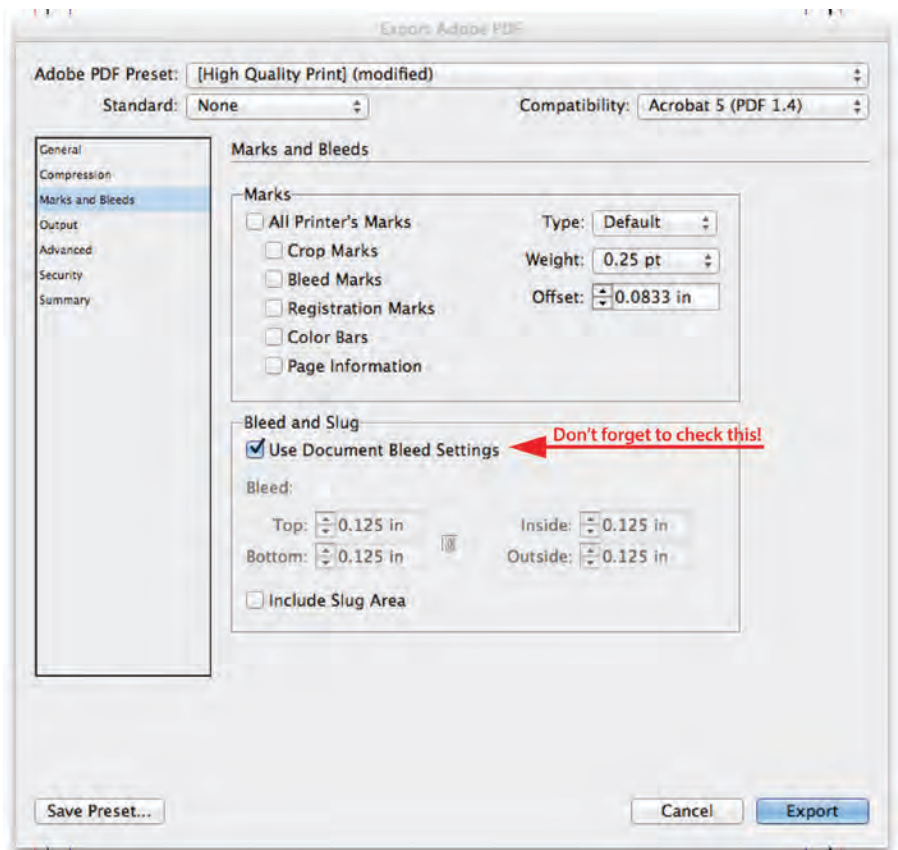 Export Adobe PDF
Adobe PDF Preset: [High Quality Print] (modified)
Standard: None Compatibility: Acrobat 5 (PDF 1.4)
General
Compression
Marks and Bleeds
Output
Advanced
Security
Summary
Marks and Bleeds
Marks
All Printer's Marks
Crop Marks
Bleed Marks
Registration Marks
Color Bars
Page Information
Type: Default
Weight: 0.25 pt
Offset: 0.0833 in
Bleed and Slug
Use Document Bleed Settings
Don't forget to check this!
Bleed:
Top: 0.125 in Inside: 0.125 in
Bottom: 0.125 in Outside: 0.125 in
Include Slug Area
Save Preset... Cancel Export